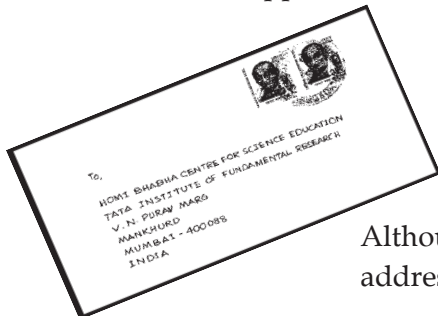 To,
HOMI BHABHA CENTRE FOR SCIENCE EDUCATION
TATA INSTITUTE OF FUNDAMENTAL RESEARCH
V. N. PURAV MARG
MANKHURD
MUMBAI - 400088
INDIA
Althou
addres